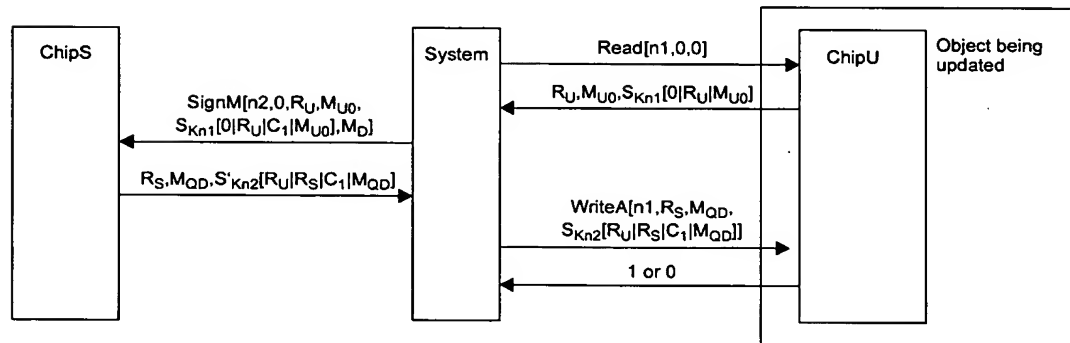 ChipS
System
ChipU
Object being
updated
Read[n1,0,0]
R_U,M_U0,S_Kn1[0|R_U|M_U0]
SignM[n2,0,R_U,M_U0,
S_Kn1[0|R_U|C_1|M_U0],M_D]
R_S,M_QD,S'_Kn2[R_U|R_S|C_1|M_QD]
WriteA[n1,R_S,M_QD,
S_Kn2[R_U|R_S|C_1|M_QD]]
1 or 0